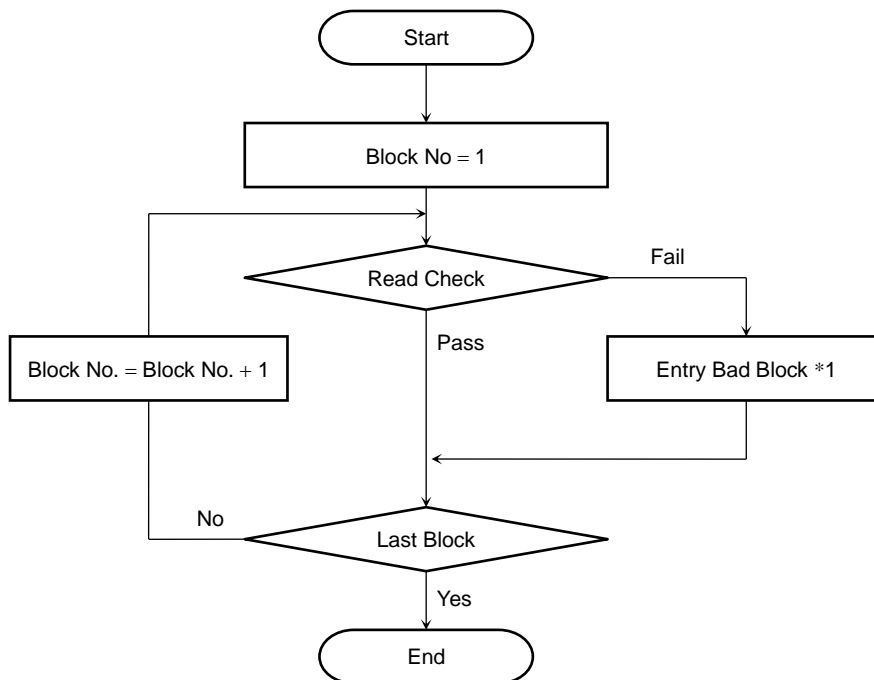 Start
Block No = 1
Read Check
Fail
Pass
Block No. = Block No. + 1
Entry Bad Block *1
No
Last Block
Yes
End